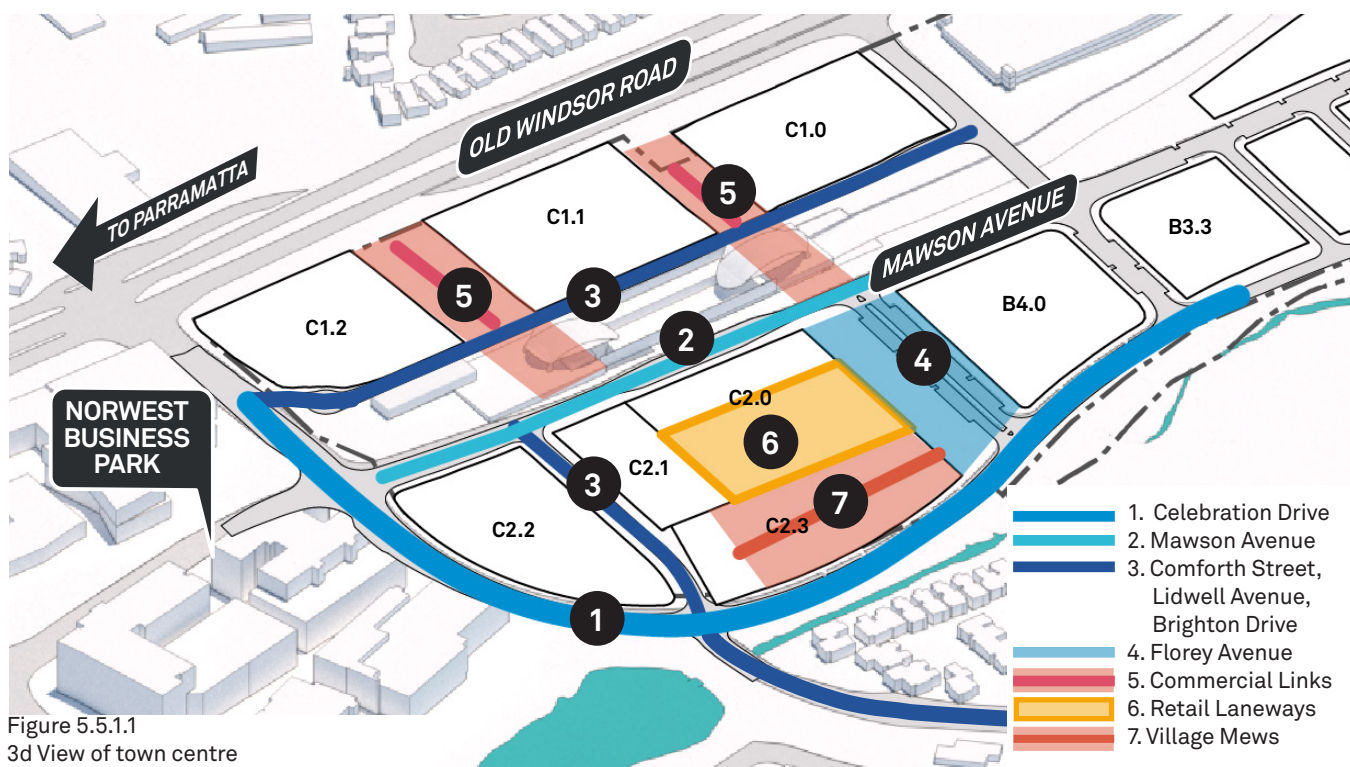 OLD WINDSOR ROAD
TO PARRAMATTA
C1.0
5
C1.1
MAWSON AVENUE
B3.3
5
3
C1.2
2
B4.0
4
NORWEST
BUSINESS
PARK
C2.0
6
C2.1
3
7
C2.3
C2.2
1
1. Celebration Drive
2. Mawson Avenue
3. Comforth Street,
Lidwell Avenue,
Brighton Drive
4. Florey Avenue
5. Commercial Links
6. Retail Laneways
7. Village Mews
Figure 5.5.1.1
3d View of town centre